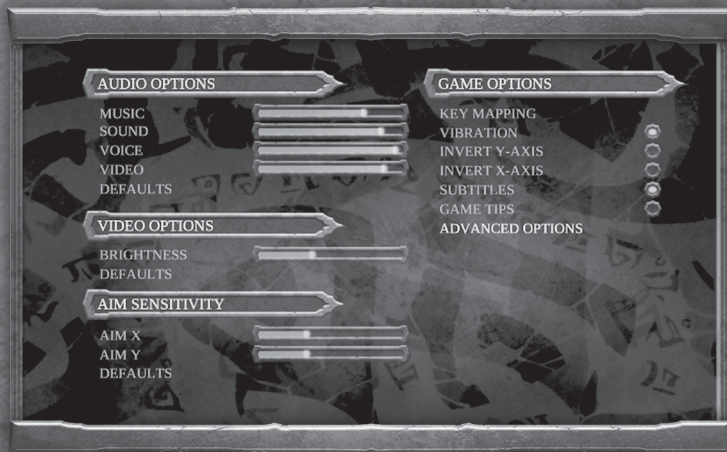 AUDIO OPTIONS
MUSIC
SOUND
VOICE
VIDEO
DEFAULTS
VIDEO OPTIONS
BRIGHTNESS
DEFAULTS
AIM SENSITIVITY
AIM X
AIM Y
DEFAULTS
GAME OPTIONS
KEY MAPPING
VIBRATION
INVERT Y-AXIS
INVERT X-AXIS
SUBTITLES
GAME TIPS
ADVANCED OPTIONS